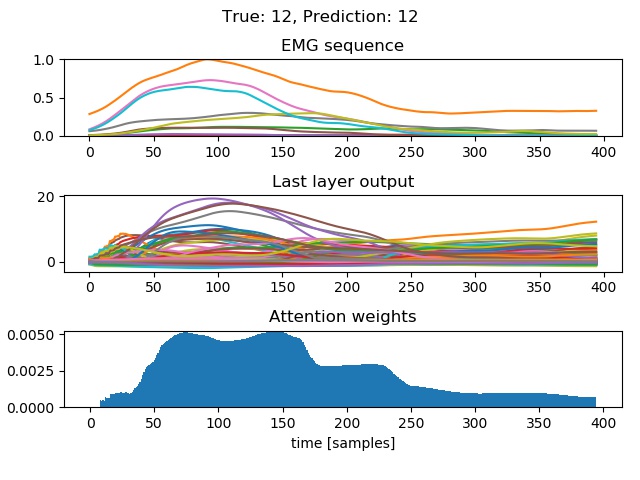 True: 12, Prediction: 12
EMG sequence
1.0
0.5
0.0
0 50 100 150 200 250 300 350 400
Last layer output
20
0
0 50 100 150 200 250 300 350 400
Attention weights
0.0050
0.0025
0.0000
0 50 100 150 200 250 300 350 400
time [samples]